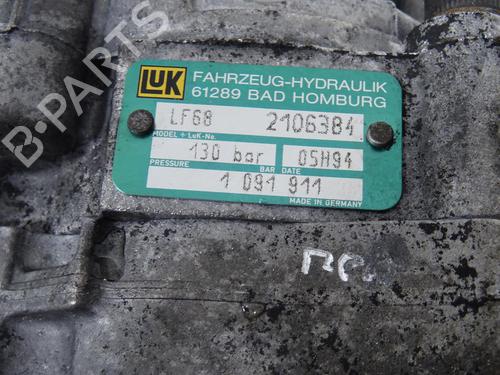 LUK
FAHRZEUG-HYDRAULIK
61289 BAD HOMBURG
LF68 2106384
MODEL + LuK-No.
130 bar 05H94
PRESSURE BAR DATE
1 091 911
MADE IN GERMANY